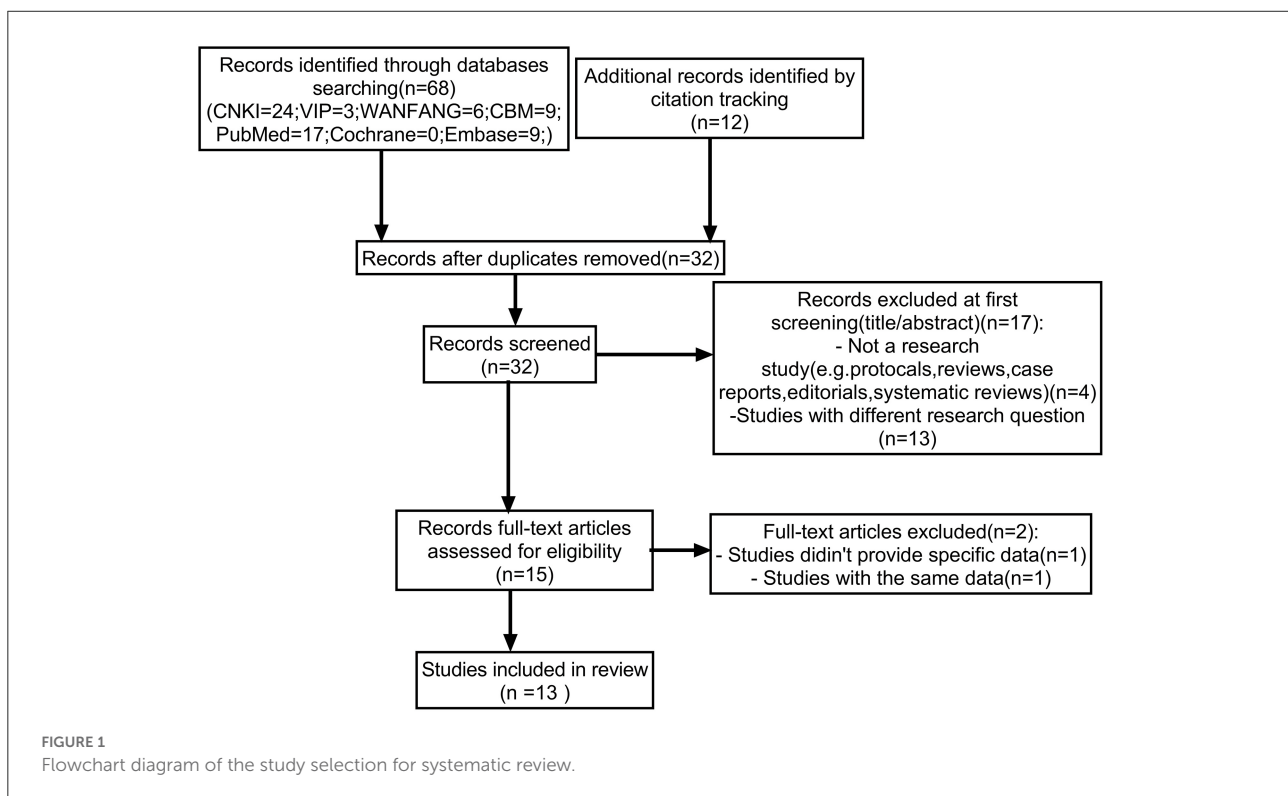 Records identified through databases
searching(n=68)
(CNKI=24;VIP=3;WANFANG=6;CBM=9;
PubMed=17;Cochrane=0;Embase=9;)
Additional records identified by
citation tracking
(n=12)
Records after duplicates removed(n=32)
Records screened
(n=32)
Records excluded at first
screening(title/abstract)(n=17):
- Not a research
study(e.g.protocals,reviews,case
reports,editorials,systematic reviews)(n=4)
-Studies with different research question
(n=13)
Records full-text articles
assessed for eligibility
(n=15)
Full-text articles excluded(n=2):
- Studies didin't provide specific data(n=1)
- Studies with the same data(n=1)
Studies included in review
(n =13 )
FIGURE 1
Flowchart diagram of the study selection for systematic review.